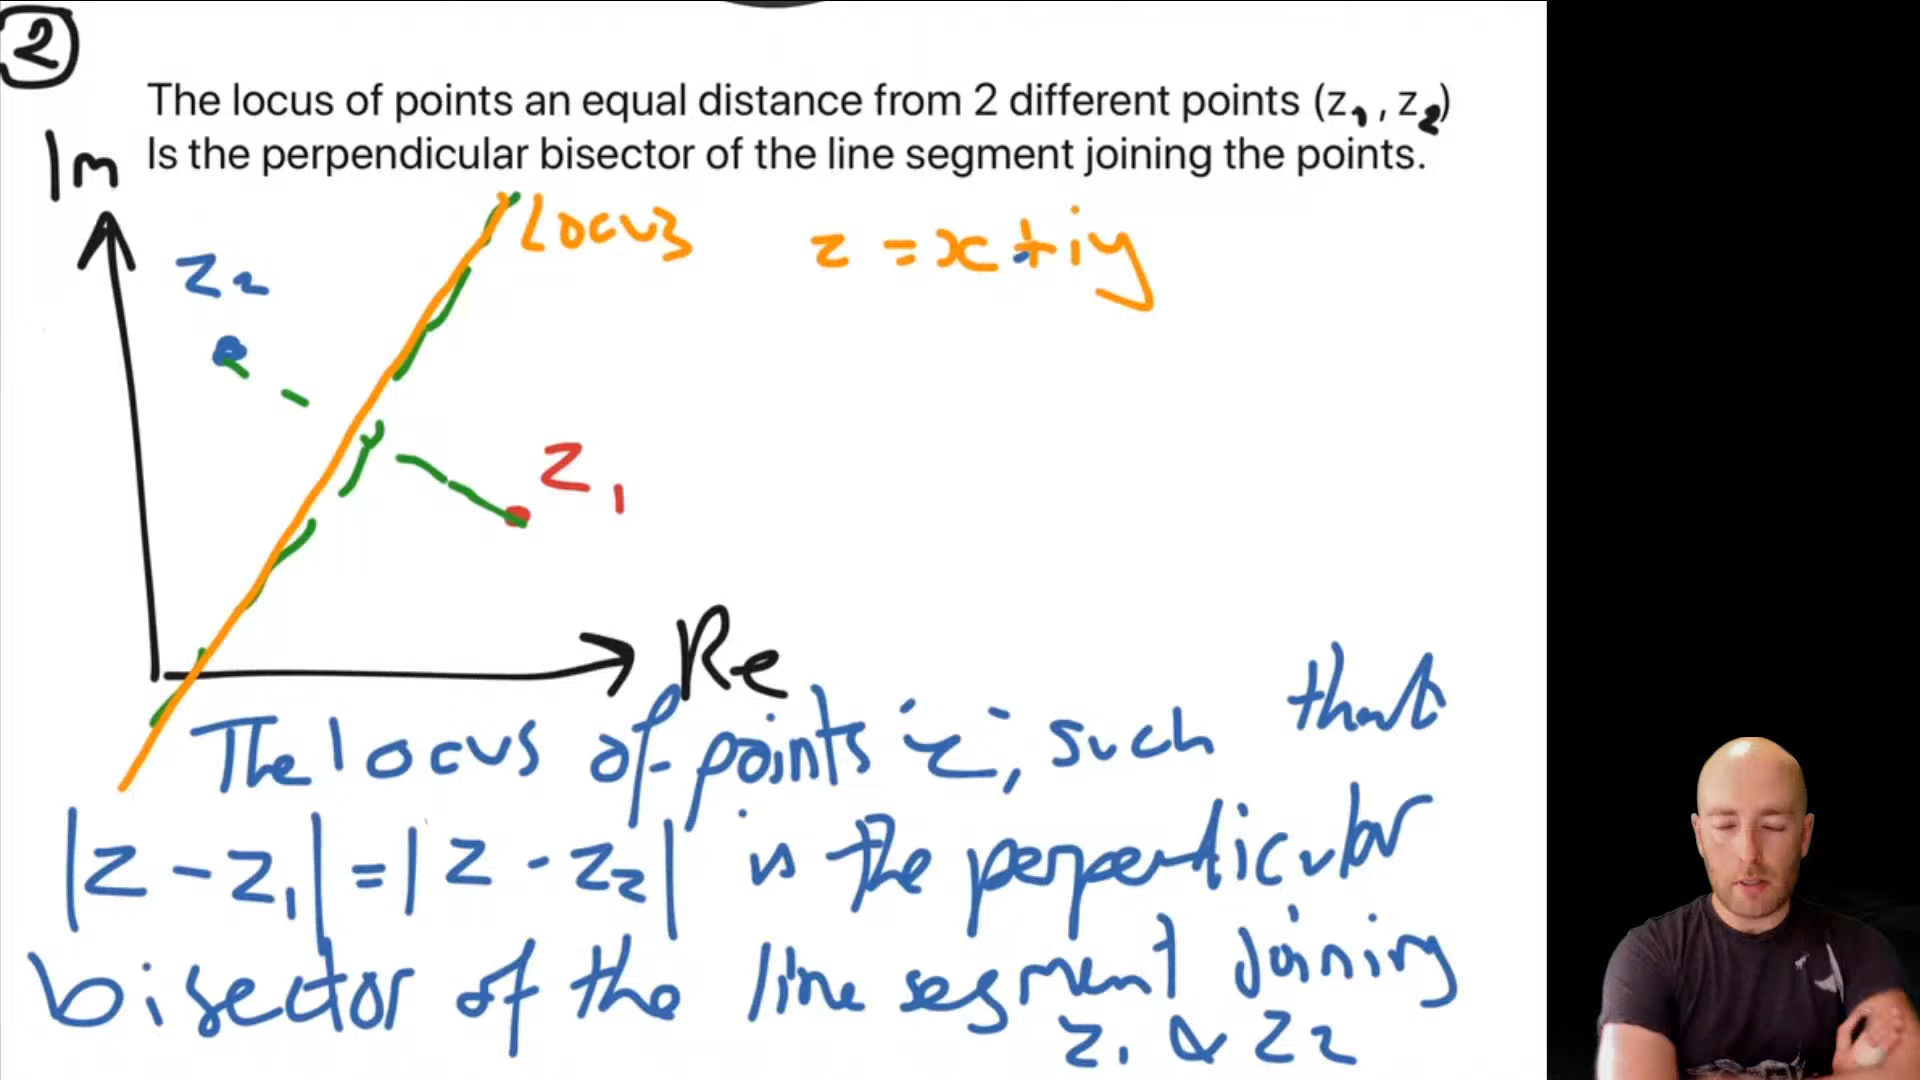 2
The locus of points an equal distance from 2 different points (z₁, z₂)
Is the perpendicular bisector of the line segment joining the points.
Im
Locus
z = x + iy
z₂
z₁
Re
The locus of points 'z', such that
|z - z₁| = |z - z₂| is the perpendicular
bisector of the line segment joining
z₁ & z₂